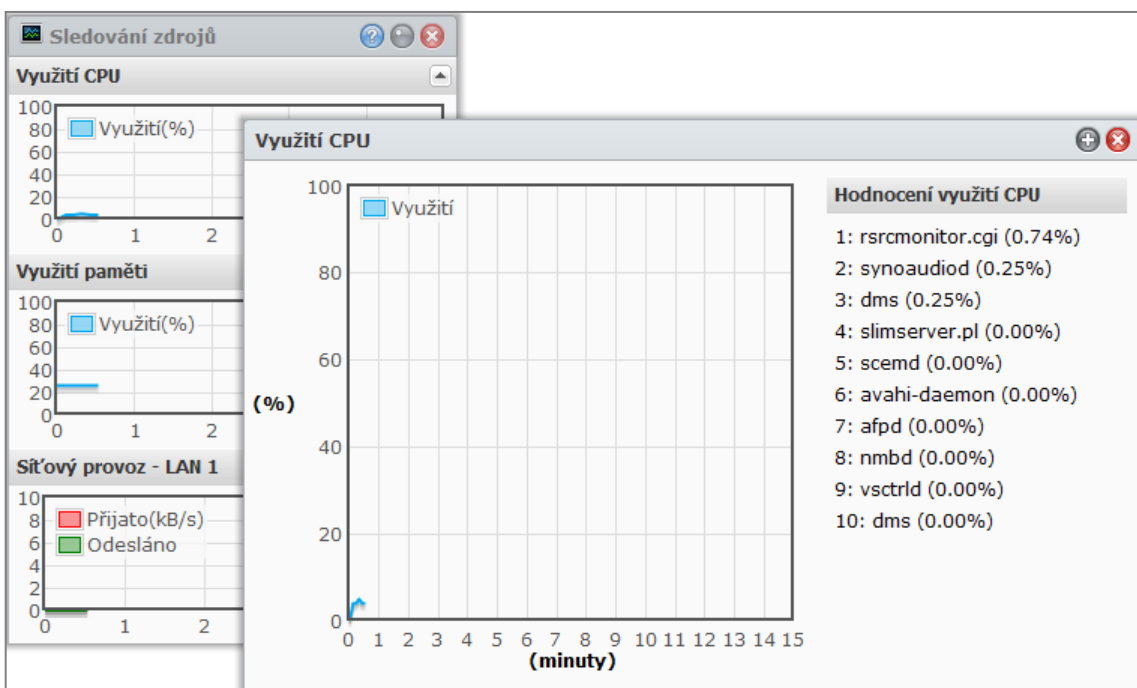 Sledování zdrojů
Využití CPU
100
80
60
40
20
0
Využití(%)
0 1 2
Využití paměti
100
80
60
40
20
0
Využití(%)
0 1 2
Síťový provoz - LAN 1
10
8
6
4
2
0
Přijato(kB/s)
Odesláno
0 1 2
Využití CPU
100
80
60
40
20
0
(%)
Využití
0 1 2 3 4 5 6 7 8 9 10 11 12 13 14 15
(minuty)
Hodnocení využití CPU
1: rsrcmonitor.cgi (0.74%)
2: synoaudiod (0.25%)
3: dms (0.25%)
4: slimserver.pl (0.00%)
5: scemd (0.00%)
6: avahi-daemon (0.00%)
7: afpd (0.00%)
8: nmbd (0.00%)
9: vsctrld (0.00%)
10: dms (0.00%)